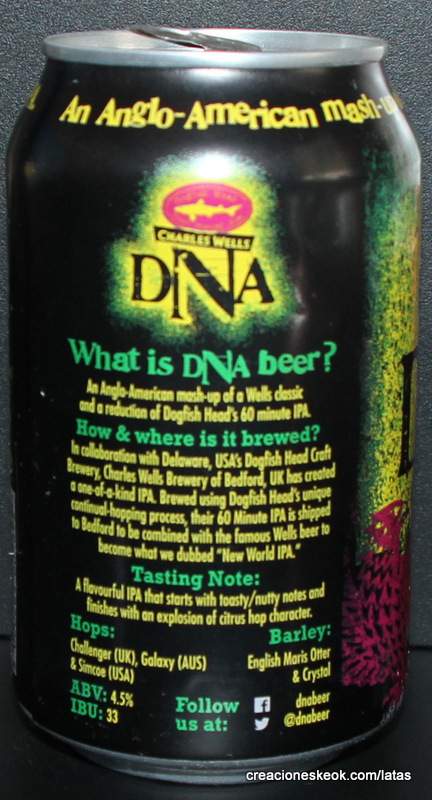 An Anglo-American mash-u
CHARLES WELLS
DNA
What is DNA beer?
An Anglo-American mash-up of a Wells classic
and a reduction of Dogfish Head's 60 minute IPA.
How & where is it brewed?
In collaboration with Delaware, USA's Dogfish Head Craft
Brewery, Charles Wells Brewery of Bedford, UK has created
a one-of-a-kind IPA. Brewed using Dogfish Head's unique
continual-hopping process, their 60 Minute IPA is shipped
to Bedford to be combined with the famous Wells beer to
become what we dubbed "New World IPA."
Tasting Note:
A flavourful IPA that starts with toasty/nutty notes and
finishes with an explosion of citrus hop character.
Hops:
Challenger (UK), Galaxy (AUS)
& Simcoe (USA)
Barley:
English Maris Otter
& Crystal
ABV: 4.5%
IBU: 33
Follow
us at:
f dnabeer
@dnabeer
creacioneskeok.com/latas